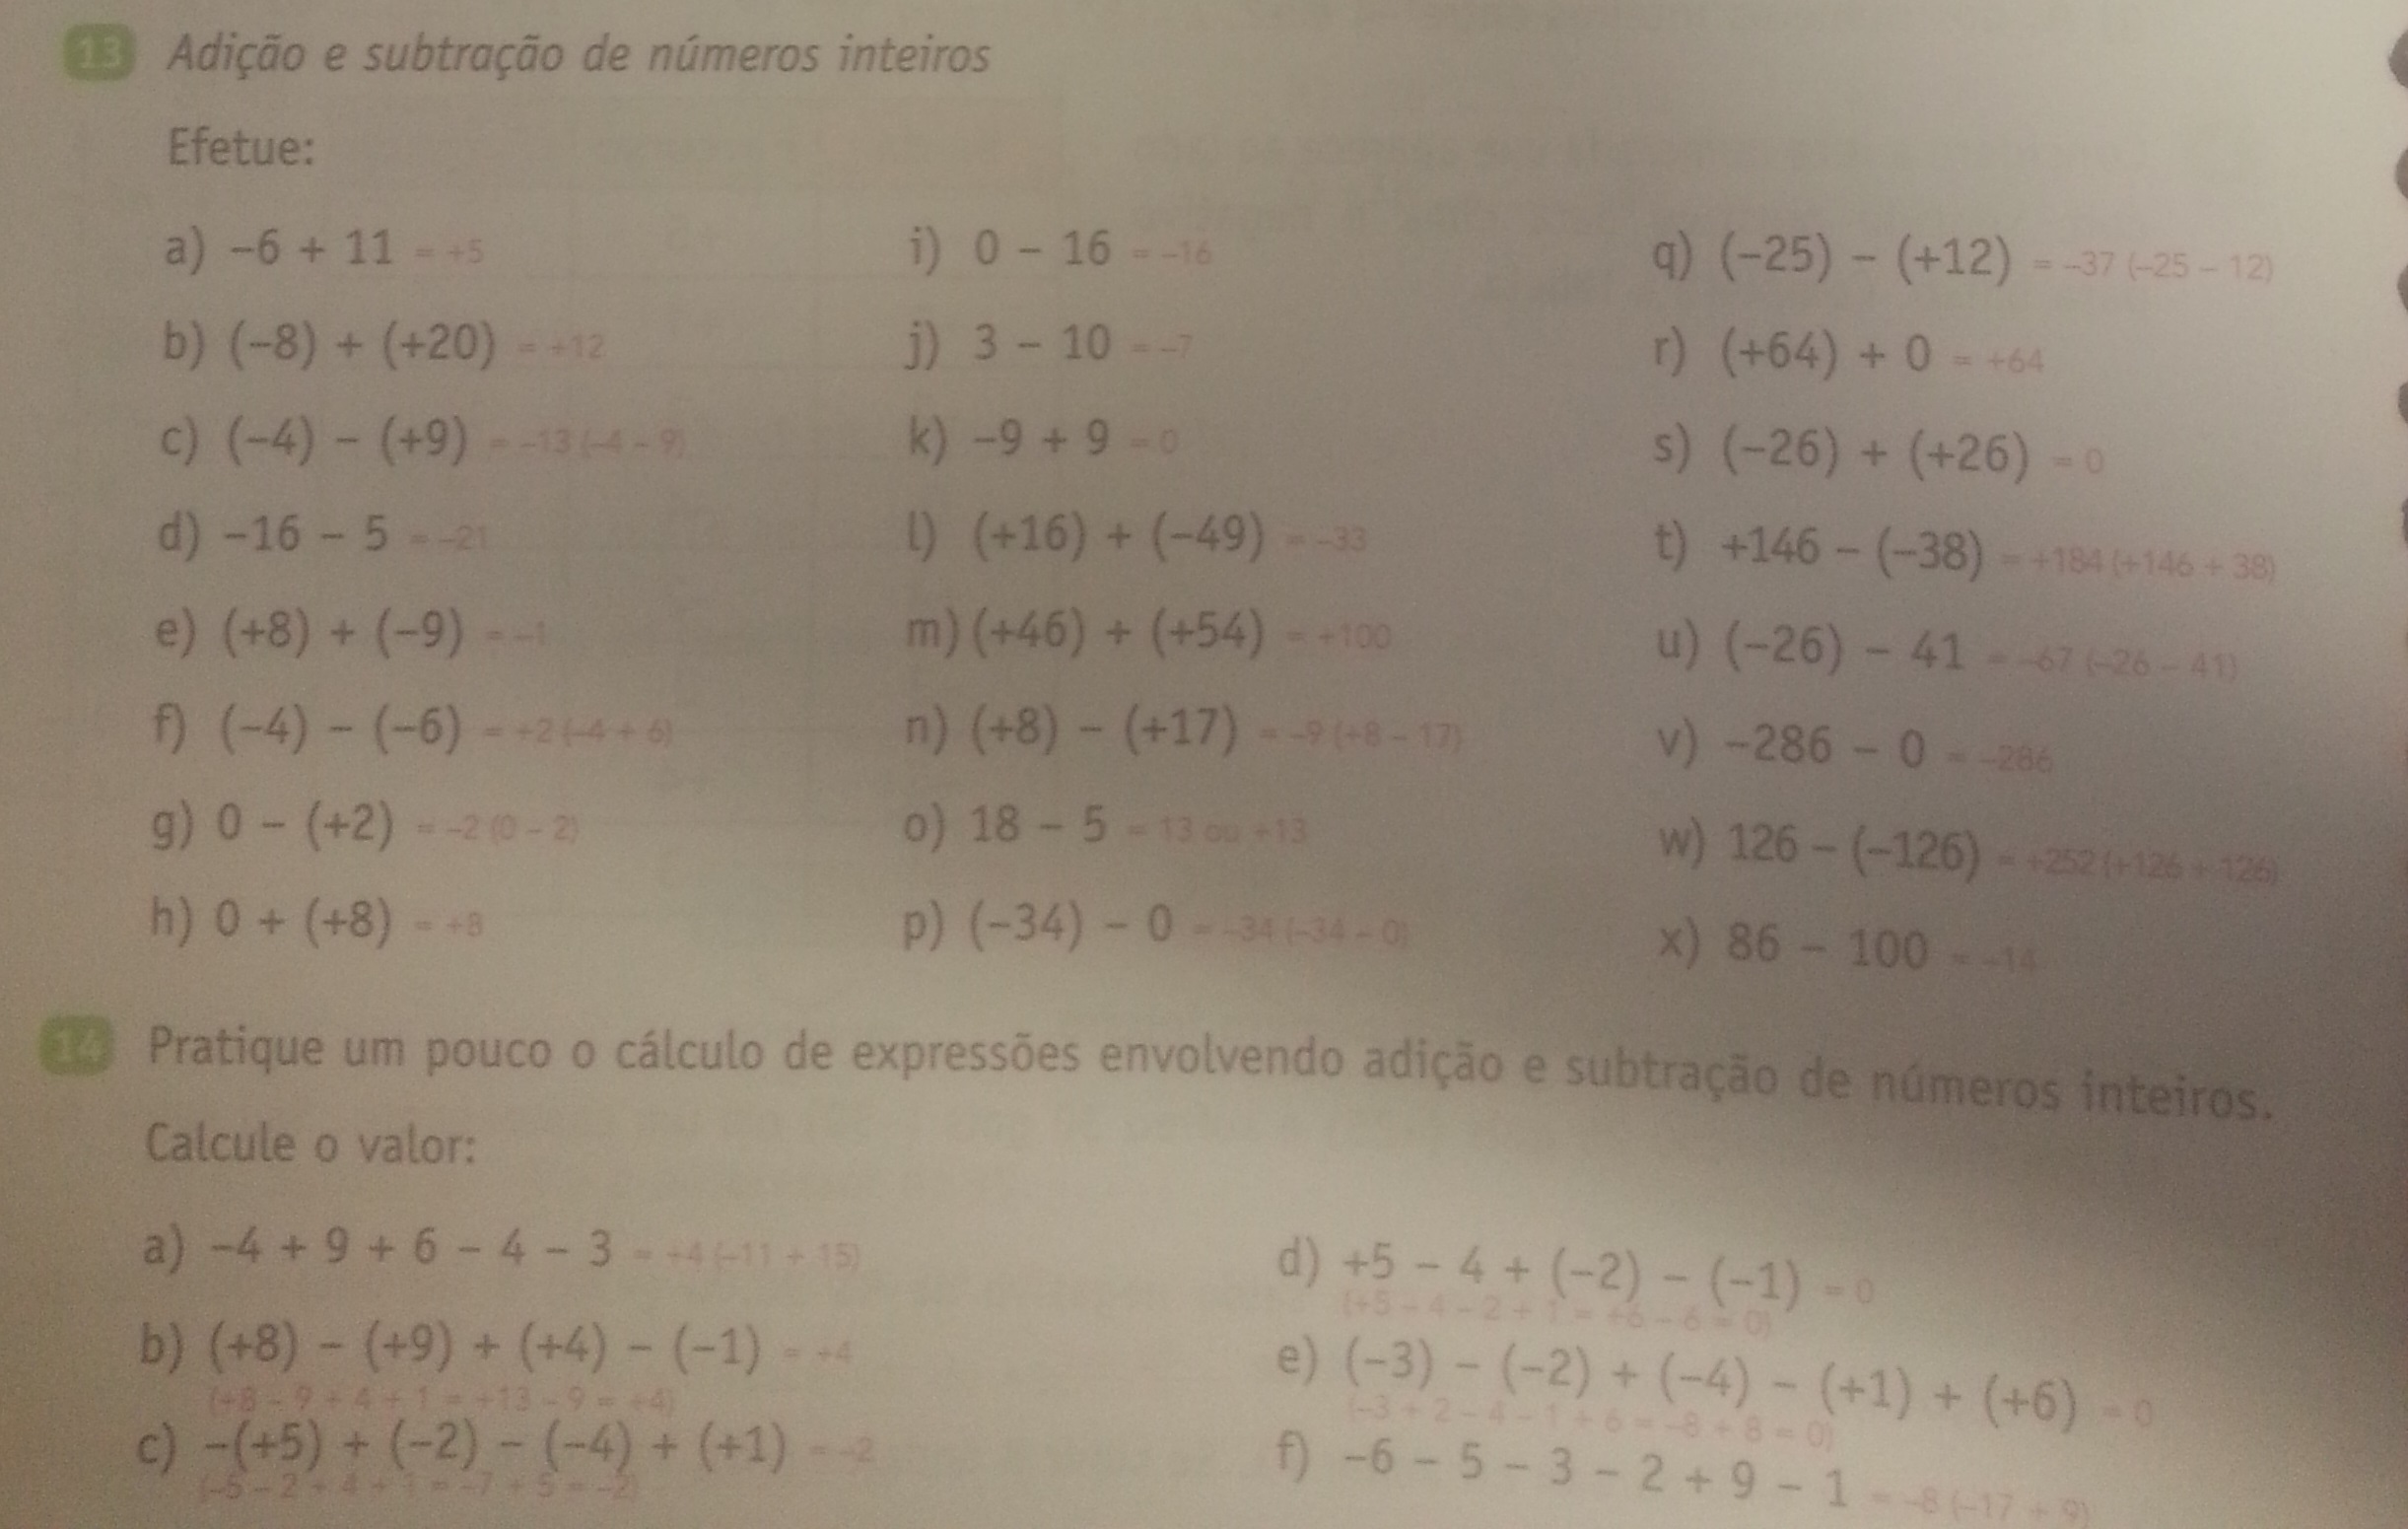 13 Adição e subtração de números inteiros
Efetue:
a) −6 + 11 = +5
b) (−8) + (+20) = +12
c) (−4) − (+9) = −13 (−4 − 9)
d) −16 − 5 = −21
e) (+8) + (−9) = −1
f) (−4) − (−6) = +2 (−4 + 6)
g) 0 − (+2) = −2 (0 − 2)
h) 0 + (+8) = +8
i) 0 − 16 = −16
j) 3 − 10 = −7
k) −9 + 9 = 0
l) (+16) + (−49) = −33
m) (+46) + (+54) = +100
n) (+8) − (+17) = −9 (+8 − 17)
o) 18 − 5 = 13 ou +13
p) (−34) − 0 = −34 (−34 − 0)
q) (−25) − (+12) = −37 (−25 − 12)
r) (+64) + 0 = +64
s) (−26) + (+26) = 0
t) +146 − (−38) = +184 (+146 + 38)
u) (−26) − 41 = −67 (−26 − 41)
v) −286 − 0 = −286
w) 126 − (−126) = +252 (+126 + 126)
x) 86 − 100 = −14
14 Pratique um pouco o cálculo de expressões envolvendo adição e subtração de números inteiros.
Calcule o valor:
a) −4 + 9 + 6 − 4 − 3 = +4 (−11 + 15)
b) (+8) − (+9) + (+4) − (−1) = +4
(+8 − 9 + 4 + 1 = +13 − 9 = +4)
c) −(+5) + (−2) − (−4) + (+1) = −2
(−5 − 2 + 4 + 1 = −7 + 5 = −2)
d) +5 − 4 + (−2) − (−1) = 0
(+5 − 4 − 2 + 1 = +6 − 6 = 0)
e) (−3) − (−2) + (−4) − (+1) + (+6) = 0
(−3 + 2 − 4 − 1 + 6 = −8 + 8 = 0)
f) −6 − 5 − 3 − 2 + 9 − 1 = −8 (−17 + 9)